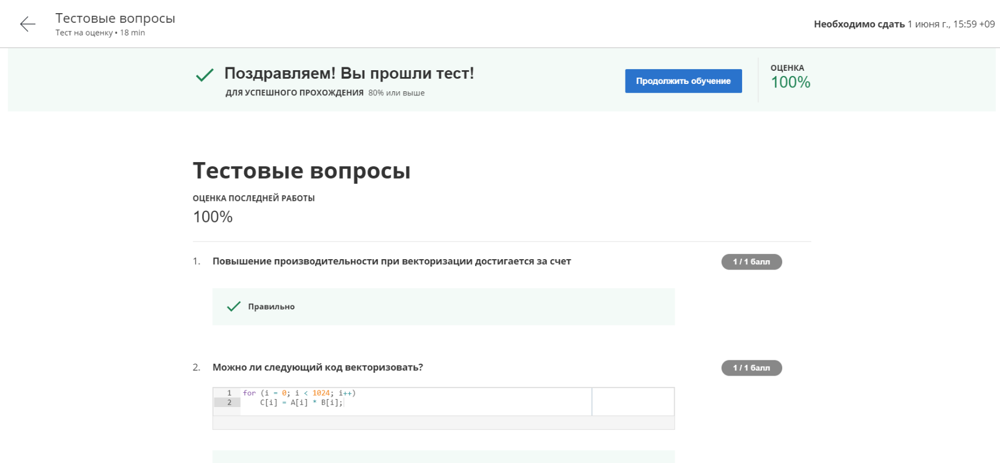 Тестовые вопросы
Тест на оценку • 18 min
Необходимо сдать 1 июня г., 15:59 +09
Поздравляем! Вы прошли тест!
ДЛЯ УСПЕШНОГО ПРОХОЖДЕНИЯ 80% или выше
Продолжить обучение
ОЦЕНКА
100%
Тестовые вопросы
ОЦЕНКА ПОСЛЕДНЕЙ РАБОТЫ
100%
1. Повышение производительности при векторизации достигается за счет
1 / 1 балл
Правильно
2. Можно ли следующий код векторизовать?
1 / 1 балл
1 for (i = 0; i < 1024; i++)
2 C[i] = A[i] * B[i];